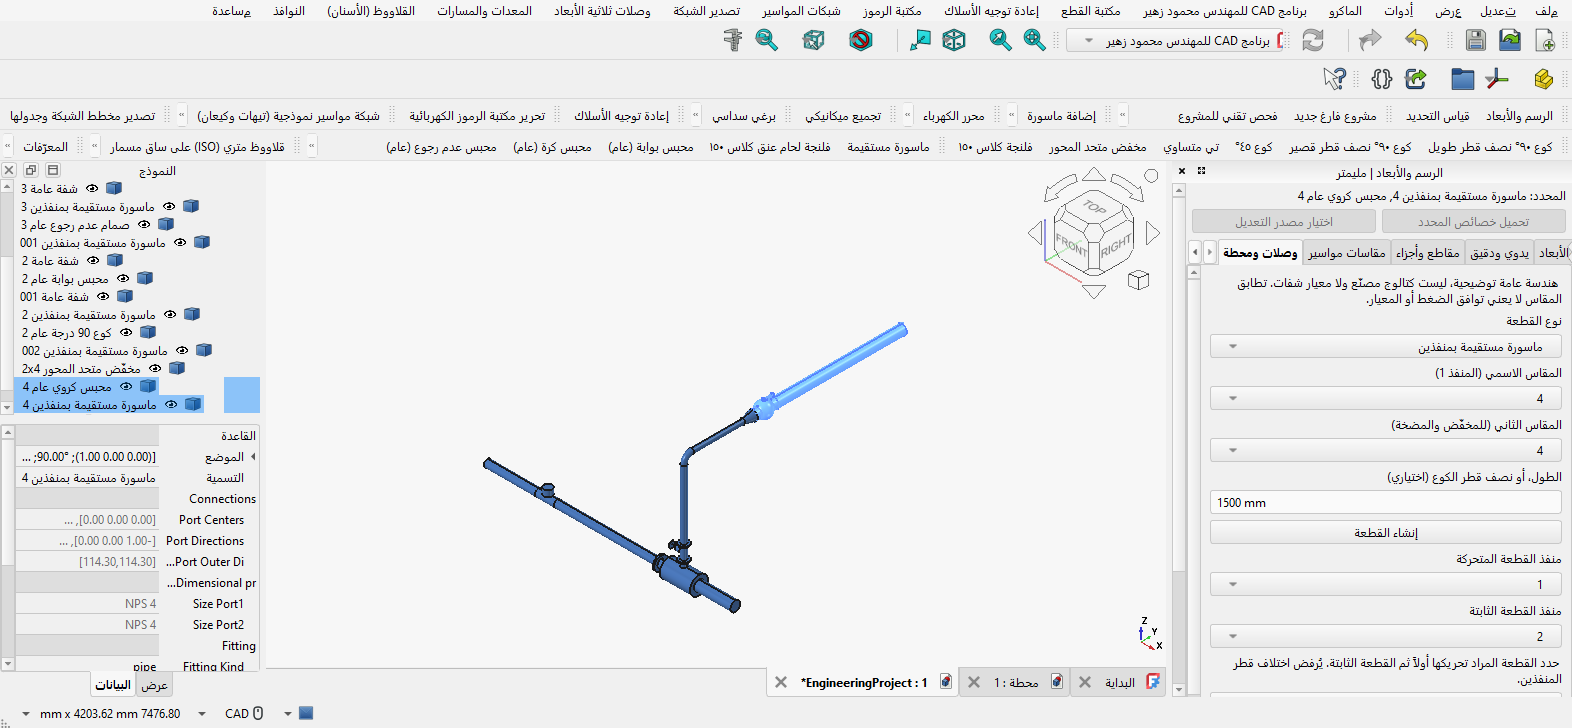 ملف تعديل عرض أدوات الماكرو برنامج CAD للمهندس محمود زهير مكتبة القطع إعادة توجيه الأسلاك مكتبة الرموز شبكات المواسير تصدير الشبكة وصلات ثلاثية الأبعاد المعدات والمسارات القلاووظ (الأسنان) النوافذ مساعدة
برنامج CAD للمهندس محمود زهير
الرسم والأبعاد قياس التحديد مشروع فارغ جديد فحص تقني للمشروع إضافة ماسورة محرر الكهرباء تجميع ميكانيكي برغي سداسي إعادة توجيه الأسلاك تحرير مكتبة الرموز الكهربائية شبكة مواسير نموذجية (تيهات وكيعان) تصدير مخطط الشبكة وجدولها
كوع ٩٠° نصف قطر طويل كوع ٩٠° نصف قطر قصير كوع ٤٥° تي متساوي مخفض متحد المحور فلنجة كلاس ١٥٠ ماسورة مستقيمة فلنجة لحام عنق كلاس ١٥٠ محبس بوابة (عام) محبس كرة (عام) محبس عدم رجوع (عام) قلاووظ متري (ISO) على ساق مسمار المعرّفات
الرسم والأبعاد | مليمتر
المحدد: ماسورة مستقيمة بمنفذين 4, محبس كروي عام 4
تحميل خصائص المحدد
اختيار مصدر التعديل
الأبعاد يدوي ودقيق مقاطع وأجزاء مقاسات مواسير وصلات ومحطة
هندسة عامة توضيحية، ليست كتالوج مصنّع ولا معيار شفات. تطابق
المقاس لا يعني توافق الضغط أو المعيار.
نوع القطعة
ماسورة مستقيمة بمنفذين
المقاس الاسمي (المنفذ 1)
4
المقاس الثاني (للمخفّض والمضخة)
4
الطول، أو نصف قطر الكوع (اختياري)
1500 mm
إنشاء القطعة
منفذ القطعة المتحركة
1
منفذ القطعة الثابتة
2
حدد القطعة المراد تحريكها أولاً ثم القطعة الثابتة. يُرفض اختلاف قطر
المنفذين.
TOP
FRONT
RIGHT
Z
Y
X
النموذج
شفة عامة 3
ماسورة مستقيمة بمنفذين 3
صمام عدم رجوع عام 3
ماسورة مستقيمة بمنفذين 001
شفة عامة 2
محبس بوابة عام 2
شفة عامة 001
ماسورة مستقيمة بمنفذين 2
كوع 90 درجة عام 2
ماسورة مستقيمة بمنفذين 002
مخفّض متحد المحور 2x4
محبس كروي عام 4
ماسورة مستقيمة بمنفذين 4
القاعدة
الموضع [(1.00 0.00 0.00); 90.00°; ...
التسمية ماسورة مستقيمة بمنفذين 4
Connections
Port Centers [0.00 0.00 0.00], ...
Port Directions [-1.00 0.00 0.00], ...
Port Outer Di... [114.30,114.30]
Dimensional pr...
Size Port1 NPS 4
Size Port2 NPS 4
Fitting
Fitting Kind pipe
عرض
البيانات
البداية
محطة : 1
EngineeringProject : 1*
CAD
7476.80 mm x 4203.62 mm